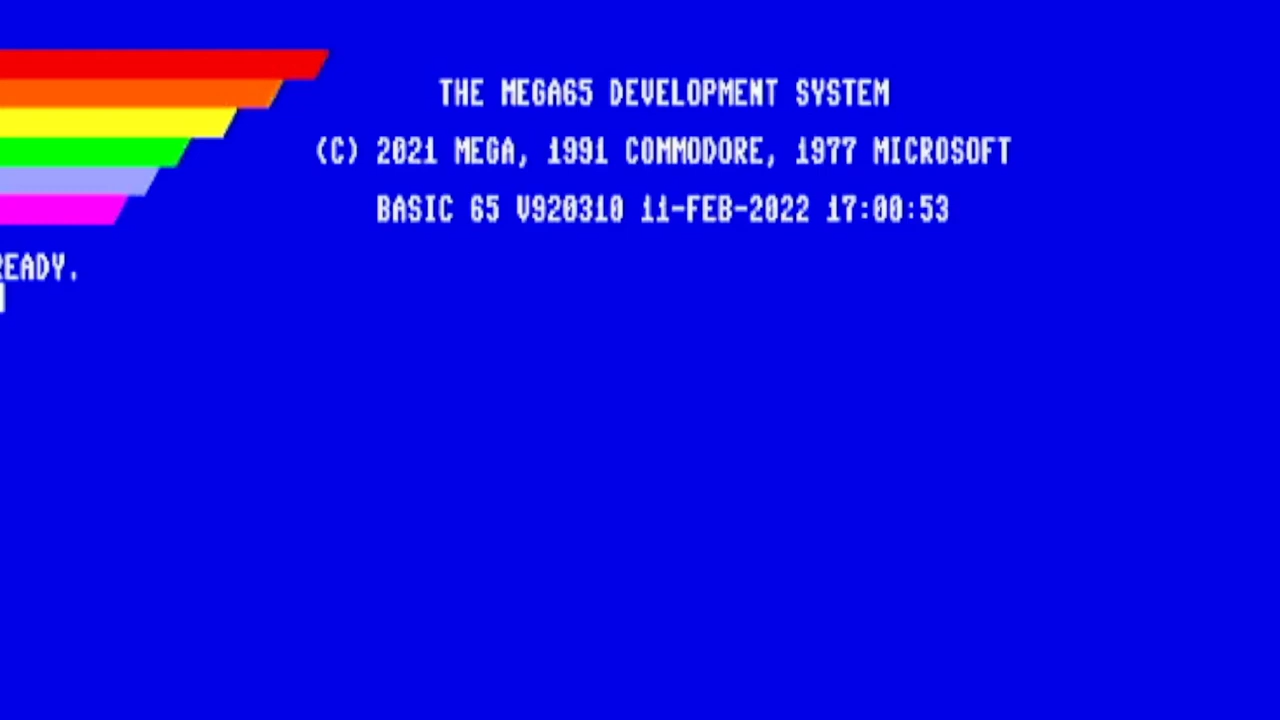 THE MEGA65 DEVELOPMENT SYSTEM
(C) 2021 MEGA, 1991 COMMODORE, 1977 MICROSOFT
BASIC 65 V920310 11-FEB-2022 17:00:53
READY.